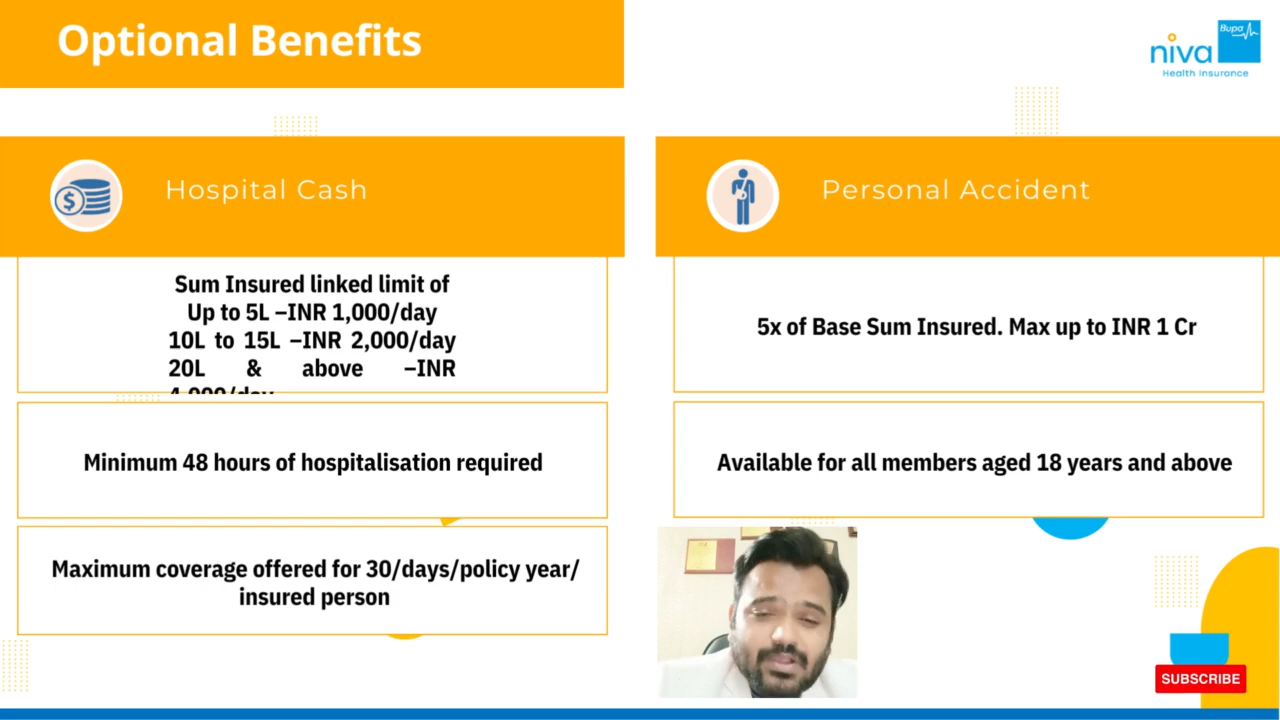 Optional Benefits
Bupa
niva
Health Insurance
Hospital Cash
Sum Insured linked limit of
Up to 5L –INR 1,000/day
10L to 15L –INR 2,000/day
20L & above –INR
4,000/day
Minimum 48 hours of hospitalisation required
Maximum coverage offered for 30/days/policy year/
insured person
Personal Accident
5x of Base Sum Insured. Max up to INR 1 Cr
Available for all members aged 18 years and above
SUBSCRIBE